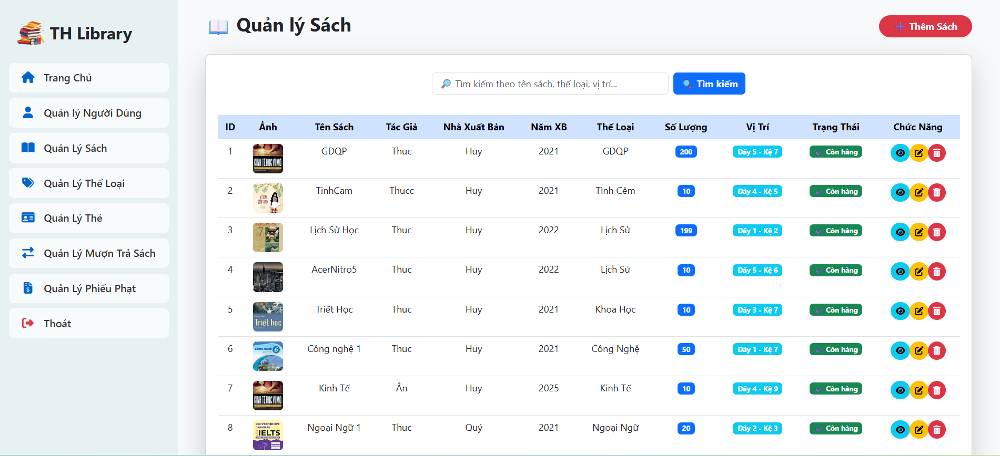 TH Library
Trang Chủ
Quản lý Người Dùng
Quản Lý Sách
Quản Lý Thể Loại
Quản Lý Thẻ
Quản Lý Mượn Trả Sách
Quản Lý Phiếu Phạt
Thoát
Quản lý Sách
Thêm Sách
Tìm kiếm theo tên sách, thể loại, vị trí...
Tìm kiếm
ID Ảnh Tên Sách Tác Giả Nhà Xuất Bản Năm XB Thể Loại Số Lượng Vị Trí Trạng Thái Chức Năng
1 KINH TẾ HỌC VĨ MÔ GDQP Thuc Huy 2021 GDQP 200 Dãy 5 - Kệ 7 Còn hàng
2 TinhCam Thucc Huy 2021 Tình Cẻm 10 Dãy 4 - Kệ 5 Còn hàng
3 LỊCH SỬ 7 Lịch Sử Học Thuc Huy 2022 Lịch Sử 199 Dãy 1 - Kệ 2 Còn hàng
4 AcerNitro5 Thuc Huy 2022 Lịch Sử 10 Dãy 5 - Kệ 6 Còn hàng
5 Triết học Triết Học Thuc Huy 2021 Khoa Học 10 Dãy 3 - Kệ 7 Còn hàng
6 CÔNG NGHỆ 6 Công nghệ 1 Thuc Huy 2021 Công Nghệ 50 Dãy 1 - Kệ 7 Còn hàng
7 KINH TẾ HỌC VĨ MÔ Kinh Tế Ân Huy 2025 Kinh Tế 10 Dãy 4 - Kệ 9 Còn hàng
8 COMPREHENSIVE GRAMMAR IELTS Ngoại Ngữ 1 Thuc Quý 2021 Ngoại Ngữ 20 Dãy 2 - Kệ 3 Còn hàng